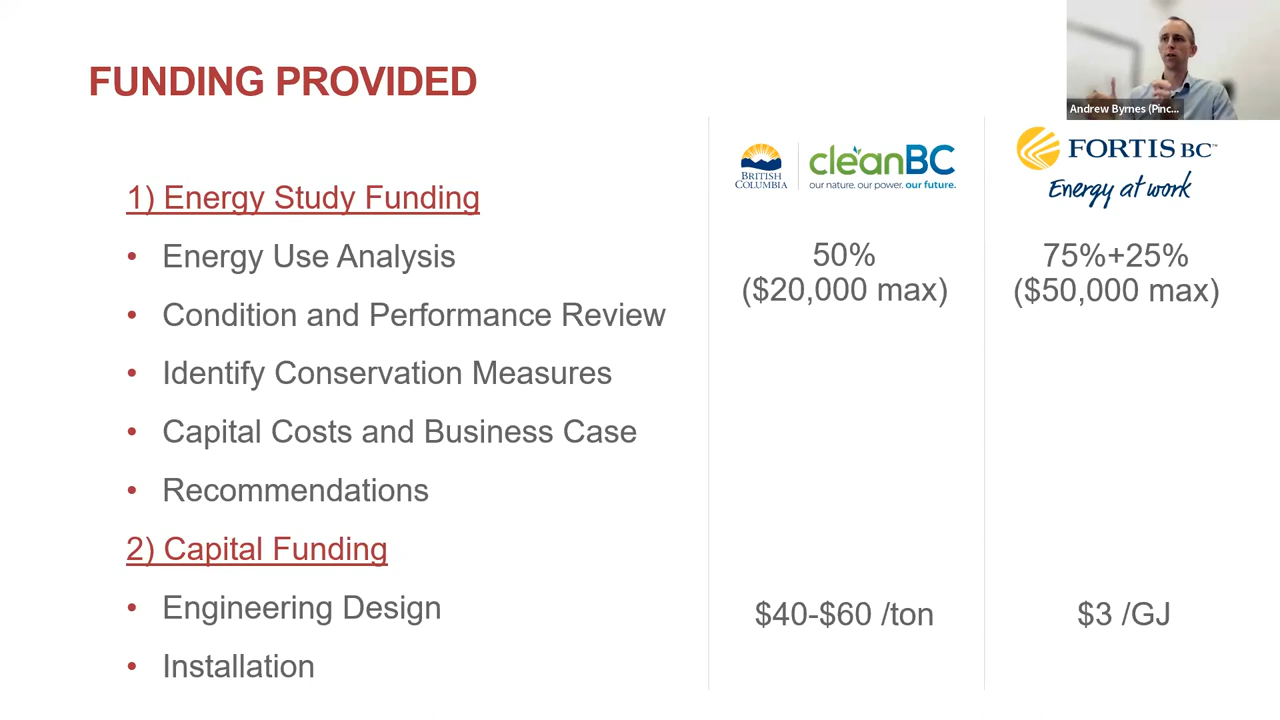 FUNDING PROVIDED
Andrew Byrnes (Pinc...
BRITISH
COLUMBIA
cleanBC
our nature. our power. our future.
FORTIS BC™
Energy at work
1) Energy Study Funding
• Energy Use Analysis
50%
($20,000 max)
75%+25%
($50,000 max)
• Condition and Performance Review
• Identify Conservation Measures
• Capital Costs and Business Case
• Recommendations
2) Capital Funding
• Engineering Design
$40-$60 /ton
$3 /GJ
• Installation